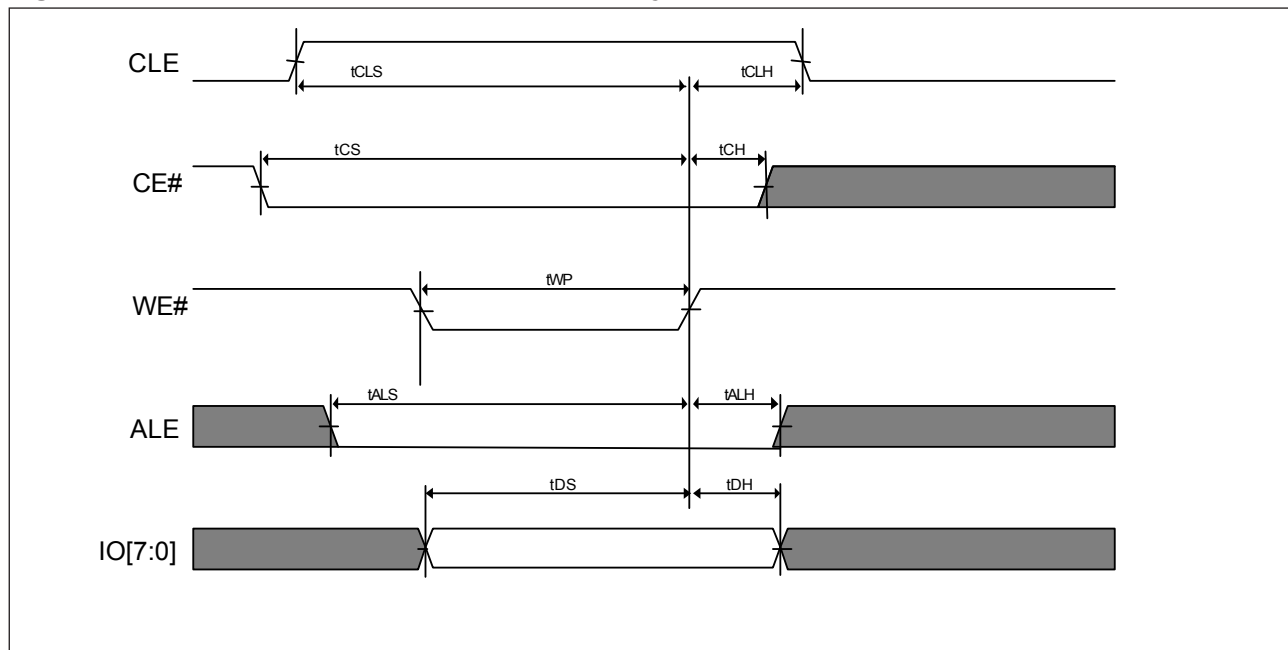 CLE
tCLS tCLH
tCS tCH
CE#
tWP
WE#
tALS tALH
ALE
tDS tDH
IO[7:0]